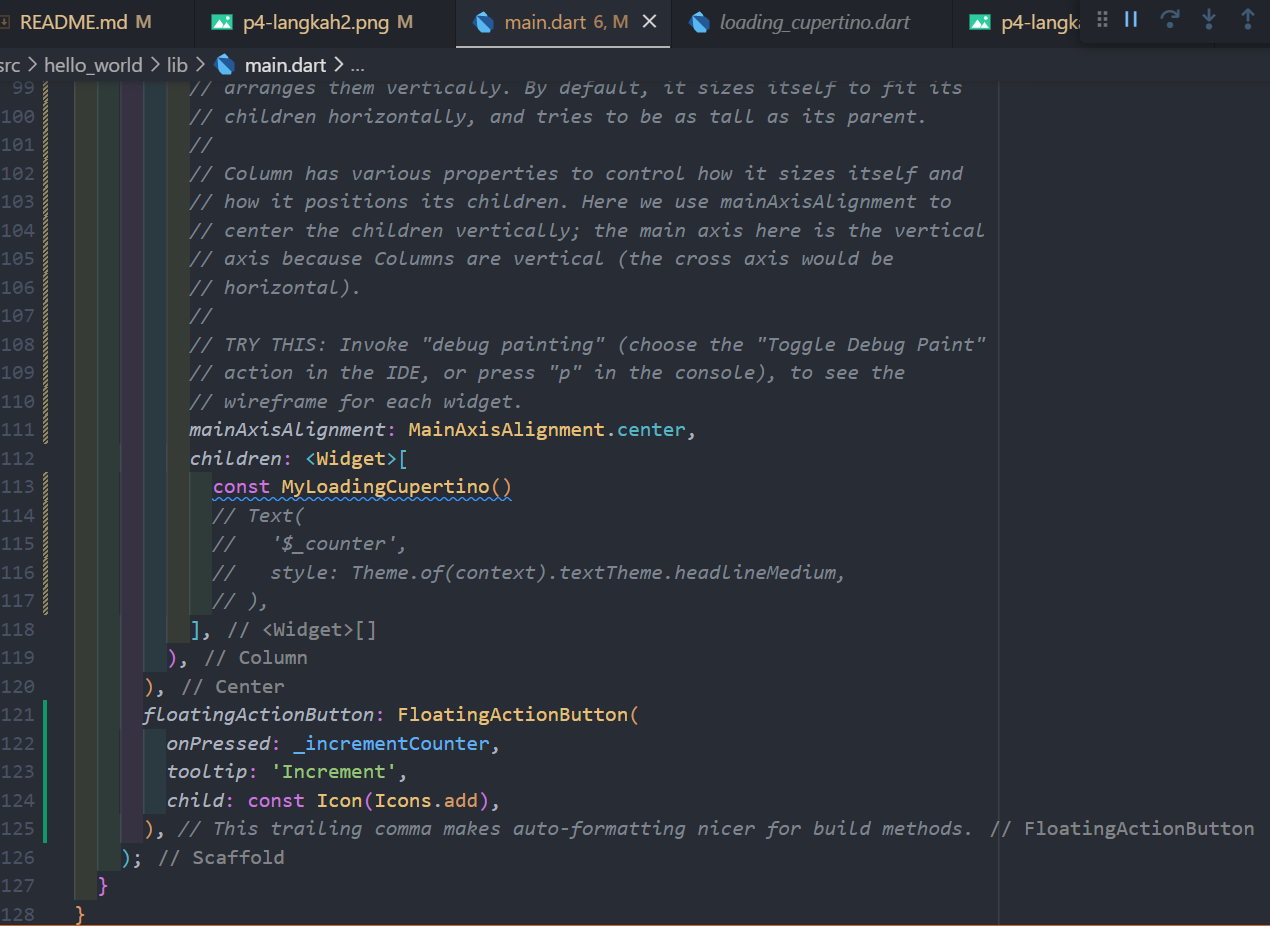 README.md M p4-langkah2.png M main.dart 6, M loading_cupertino.dart p4-langka
src > hello_world > lib > main.dart > ...
99 // arranges them vertically. By default, it sizes itself to fit its
100 // children horizontally, and tries to be as tall as its parent.
101 //
102 // Column has various properties to control how it sizes itself and
103 // how it positions its children. Here we use mainAxisAlignment to
104 // center the children vertically; the main axis here is the vertical
105 // axis because Columns are vertical (the cross axis would be
106 // horizontal).
107 //
108 // TRY THIS: Invoke "debug painting" (choose the "Toggle Debug Paint"
109 // action in the IDE, or press "p" in the console), to see the
110 // wireframe for each widget.
111 mainAxisAlignment: MainAxisAlignment.center,
112 children: <Widget>[
113 const MyLoadingCupertino()
114 // Text(
115 //   '$_counter',
116 //   style: Theme.of(context).textTheme.headlineMedium,
117 // ),
118 ], // <Widget>[]
119 ), // Column
120 ), // Center
121 floatingActionButton: FloatingActionButton(
122 onPressed: _incrementCounter,
123 tooltip: 'Increment',
124 child: const Icon(Icons.add),
125 ), // This trailing comma makes auto-formatting nicer for build methods. // FloatingActionButton
126 ); // Scaffold
127 }
128 }